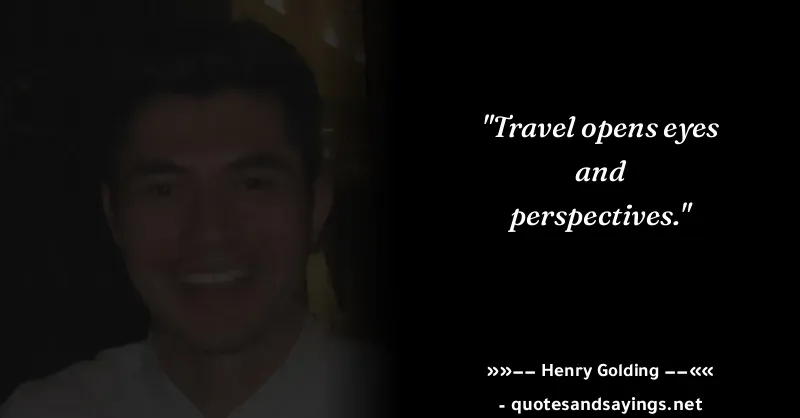 "Travel opens eyes
and
perspectives."
»»−− Henry Golding −−««
- quotesandsayings.net